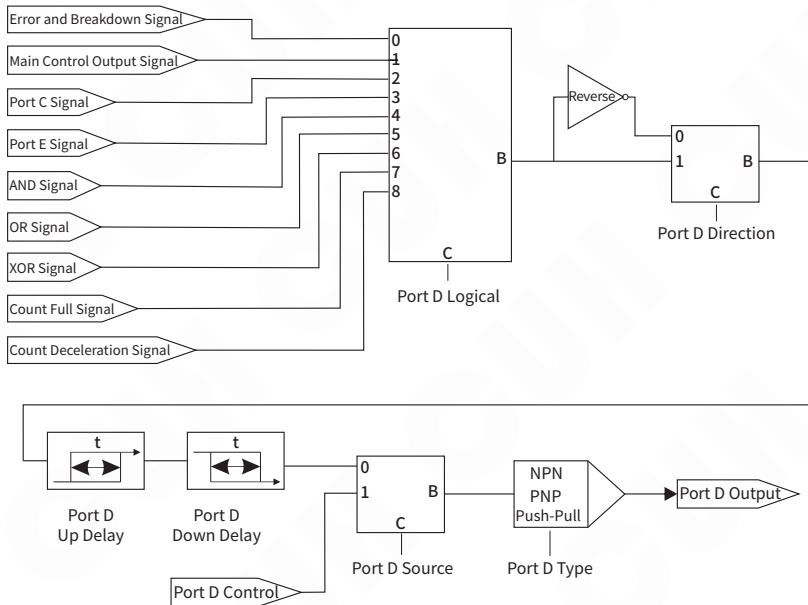 Error and Breakdown Signal
Main Control Output Signal
Port C Signal
Port E Signal
AND Signal
OR Signal
XOR Signal
Count Full Signal
Count Deceleration Signal
0
1
2
3
4
5
6
7
8
B
C
Port D Logical
Reverse
0
1
B
C
Port D Direction
t
Port D
Up Delay
t
Port D
Down Delay
0
1
B
C
Port D Source
Port D Control
NPN
PNP
Push-Pull
Port D Type
Port D Output